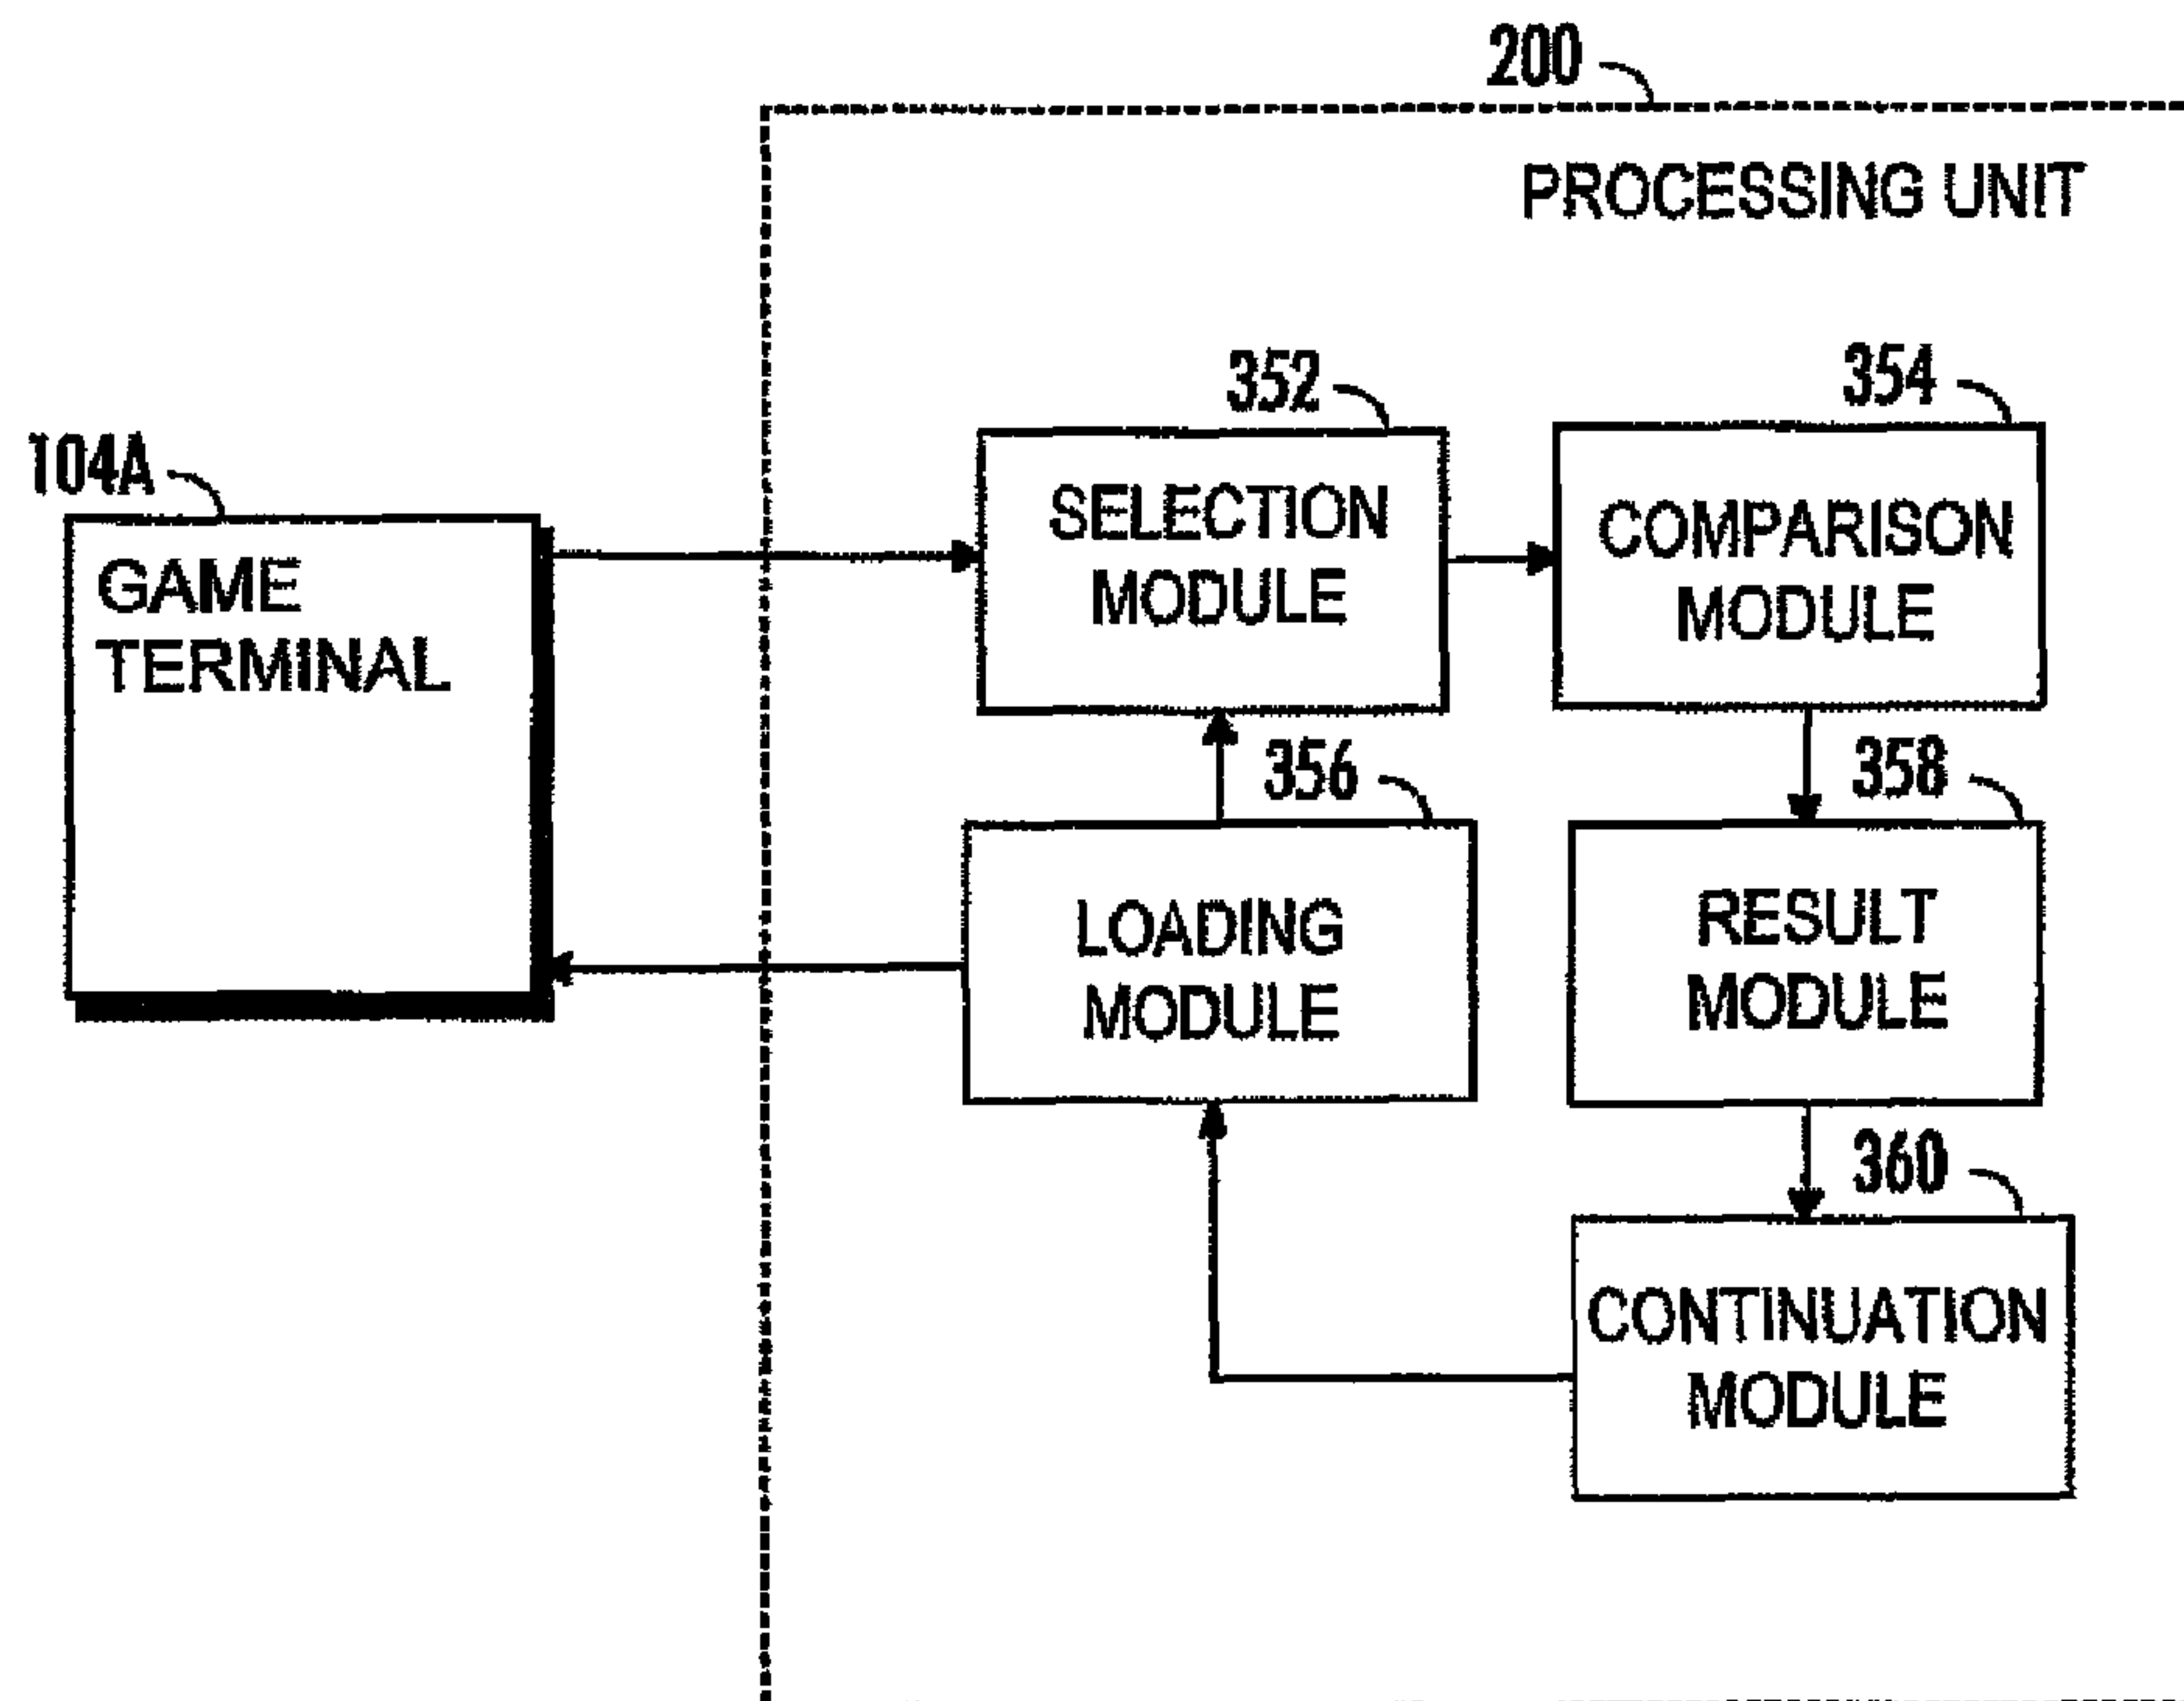 200
PROCESSING UNIT
352
354
104A
SELECTION
MODULE
COMPARISON
MODULE
GAME
TERMINAL
356
358
LOADING
MODULE
RESULT
MODULE
360
CONTINUATION
MODULE